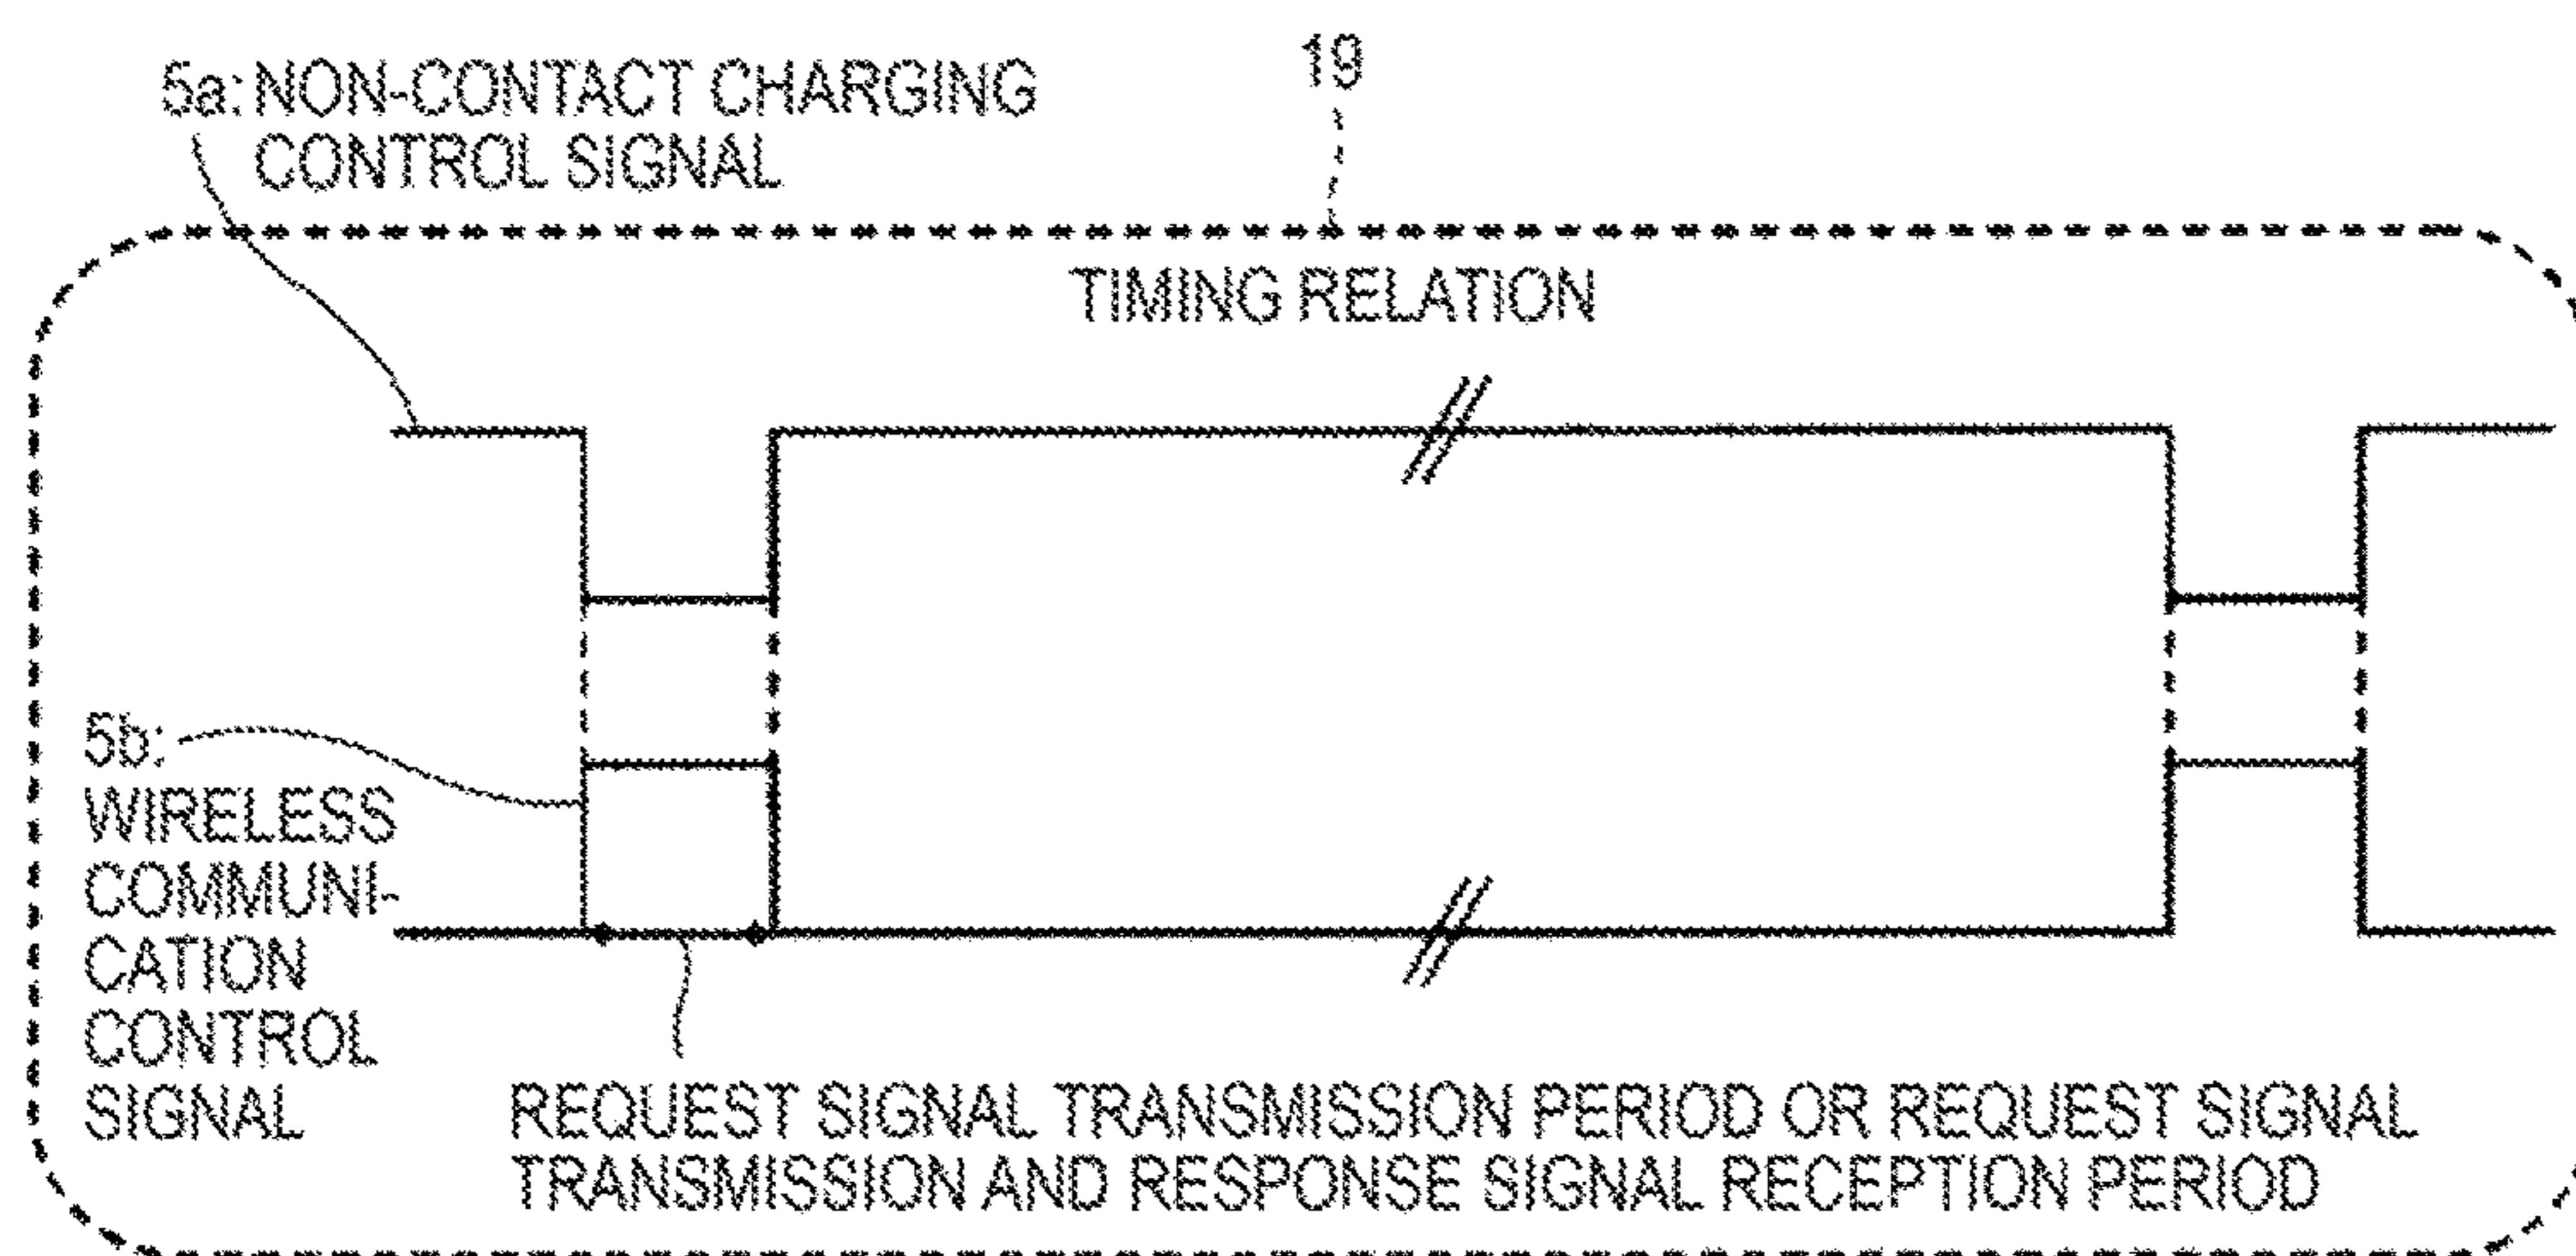 19
5a: NON-CONTACT CHARGING
CONTROL SIGNAL
TIMING RELATION
5b:
WIRELESS
COMMUNI-
CATION
CONTROL
SIGNAL
REQUEST SIGNAL TRANSMISSION PERIOD OR REQUEST SIGNAL
TRANSMISSION AND RESPONSE SIGNAL RECEPTION PERIOD